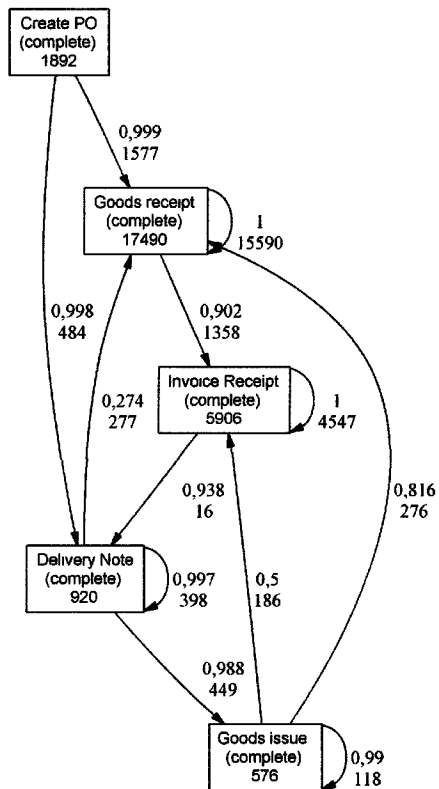 Create PO
(complete)
1892
0,999
1577
Goods receipt
(complete)
17490
1
15590
0,998
484
0,902
1358
0,274
277
Invoice Receipt
(complete)
5906
1
4547
0,938
16
0,816
276
Delivery Note
(complete)
920
0,997
398
0,5
186
0,988
449
Goods issue
(complete)
576
0,99
118